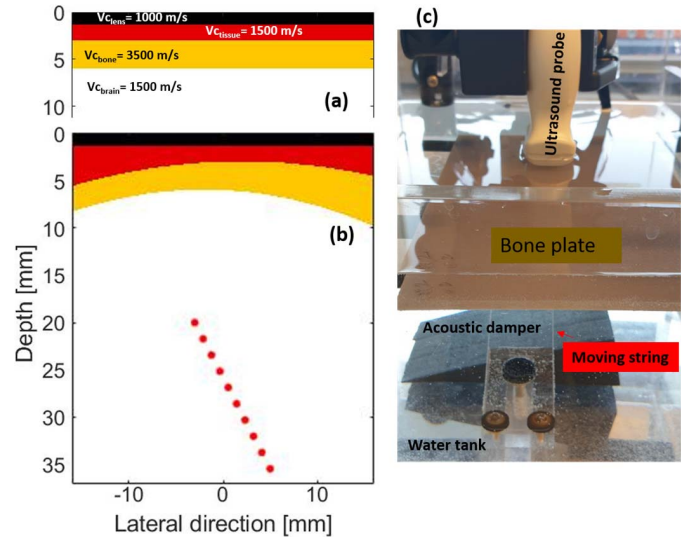 Vc_lens= 1000 m/s
Vc_tissue= 1500 m/s
Vc_bone= 3500 m/s
Vc_brain= 1500 m/s
(a)
0
5
10
0
5
10
15
20
25
30
35
(b)
Depth [mm]
-10
0
10
Lateral direction [mm]
(c)
Ultrasound probe
Bone plate
Acoustic damper
Moving string
Water tank